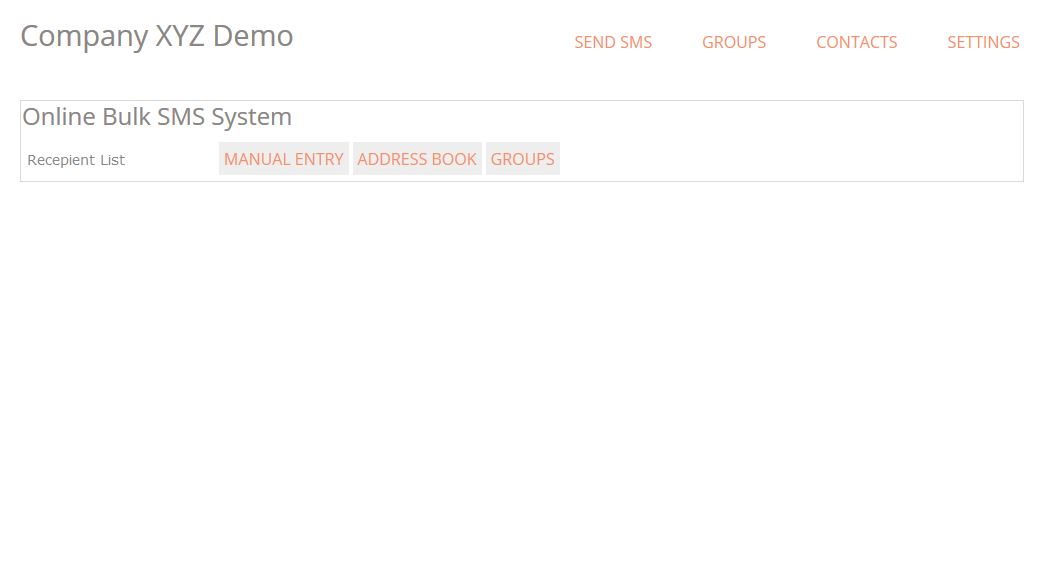 Company XYZ Demo
SEND SMS GROUPS CONTACTS SETTINGS
Online Bulk SMS System
Recepient List MANUAL ENTRY ADDRESS BOOK GROUPS